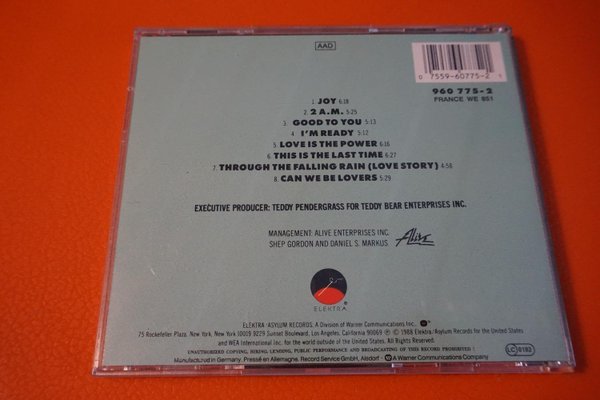 AAD
0 7559-60775-2 1
960 775-2
FRANCE WE 851
1. JOY 6:18
2. 2 A.M. 5:25
3. GOOD TO YOU 5:13
4. I'M READY 5:12
5. LOVE IS THE POWER 6:16
6. THIS IS THE LAST TIME 6:27
7. THROUGH THE FALLING RAIN (LOVE STORY) 4:58
8. CAN WE BE LOVERS 5:29
EXECUTIVE PRODUCER: TEDDY PENDERGRASS FOR TEDDY BEAR ENTERPRISES INC.
MANAGEMENT: ALIVE ENTERPRISES INC.
SHEP GORDON AND DANIEL S. MARKUS
Alive
ELEKTRA
ELEKTRA/ASYLUM RECORDS, A Division of Warner Communications Inc.
75 Rockefeller Plaza, New York, New York 10019 9229 Sunset Boulevard, Los Angeles, California 90069 ℗ © 1988 Elektra/Asylum Records for the United States
and WEA International Inc. for the world outside of the United States. All Rights Reserved.
UNAUTHORIZED COPYING, HIRING, LENDING, PUBLIC PERFORMANCE AND BROADCASTING OF THIS RECORD PROHIBITED!
Manufactured in Germany. Pressé en Allemagne. Record Service GmbH, Alsdorf. A Warner Communications Company
LC 0192